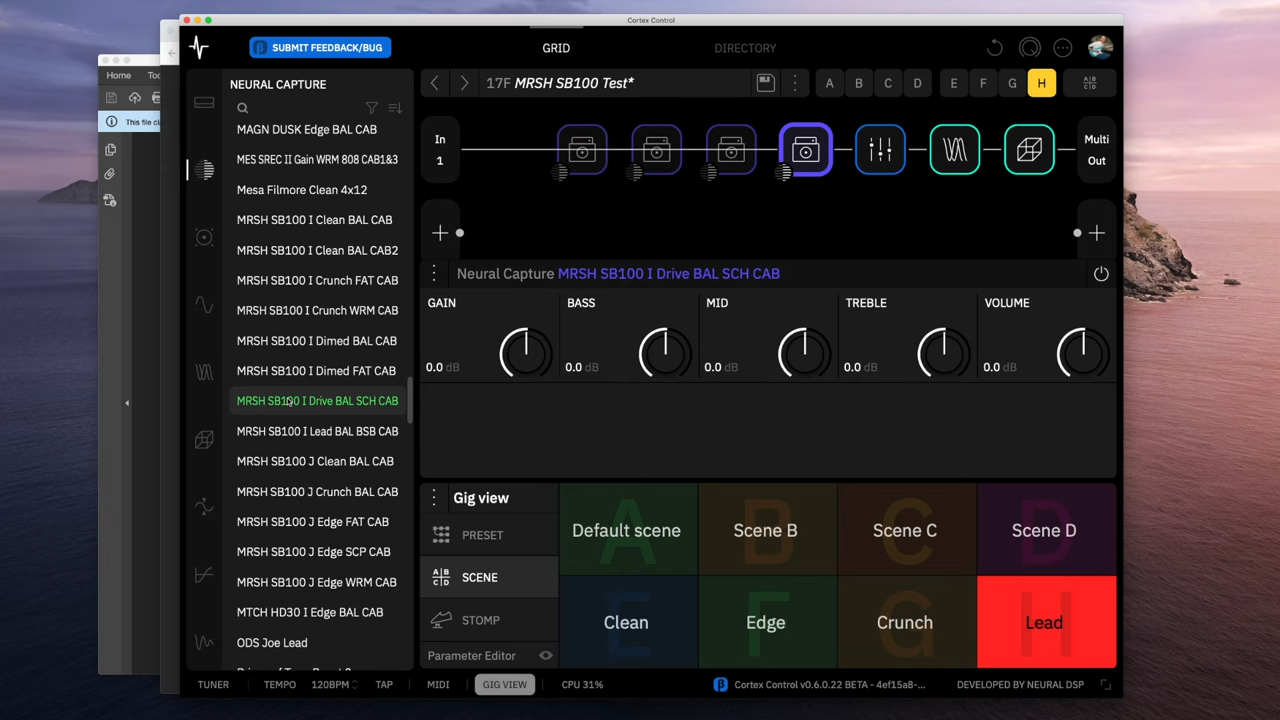 Cortex Control
Home
This file cl
SUBMIT FEEDBACK/BUG
GRID
DIRECTORY
NEURAL CAPTURE
17F MRSH SB100 Test*
A B C D E F G H
MAGN DUSK Edge BAL CAB
MES SREC II Gain WRM 808 CAB1&3
Mesa Filmore Clean 4x12
MRSH SB100 I Clean BAL CAB
MRSH SB100 I Clean BAL CAB2
MRSH SB100 I Crunch FAT CAB
MRSH SB100 I Crunch WRM CAB
MRSH SB100 I Dimed BAL CAB
MRSH SB100 I Dimed FAT CAB
MRSH SB100 I Drive BAL SCH CAB
MRSH SB100 I Lead BAL BSB CAB
MRSH SB100 J Clean BAL CAB
MRSH SB100 J Crunch BAL CAB
MRSH SB100 J Edge FAT CAB
MRSH SB100 J Edge SCP CAB
MRSH SB100 J Edge WRM CAB
MTCH HD30 I Edge BAL CAB
ODS Joe Lead
In
1
Multi
Out
Neural Capture MRSH SB100 I Drive BAL SCH CAB
GAIN
BASS
MID
TREBLE
VOLUME
0.0 dB
0.0 dB
0.0 dB
0.0 dB
0.0 dB
Gig view
PRESET
SCENE
STOMP
Parameter Editor
A
Default scene
B
Scene B
C
Scene C
D
Scene D
E
Clean
F
Edge
G
Crunch
H
Lead
TUNER
TEMPO
120BPM
TAP
MIDI
GIG VIEW
CPU 31%
Cortex Control v0.6.0.22 BETA - 4ef15a8-...
DEVELOPED BY NEURAL DSP